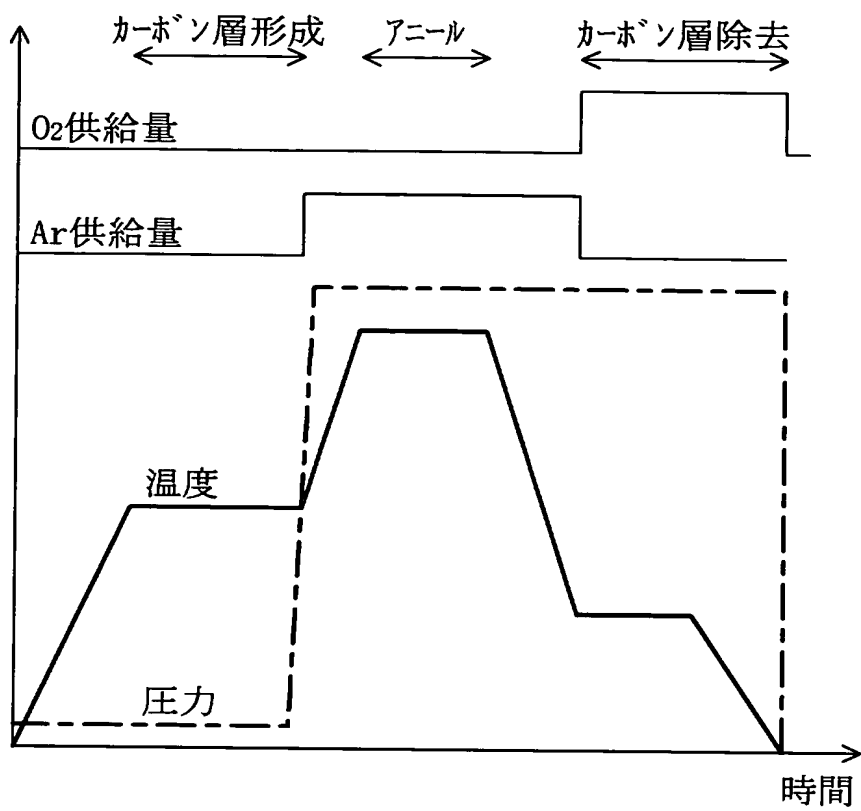 カーボン層形成
アニール
カーボン層除去
O2供給量
Ar供給量
温度
圧力
時間